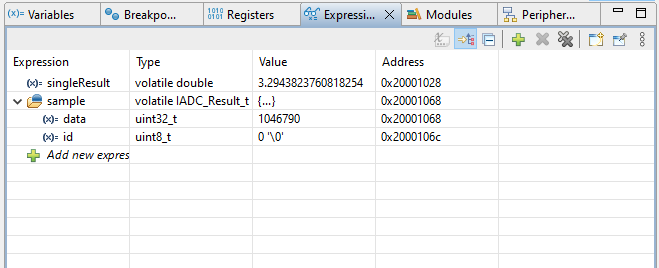 (x)= Variables Breakpo... 1010 0101 Registers Expressi... Modules Peripher...
Expression Type Value Address
(x)= singleResult volatile double 3.2943823760818254 0x20001028
sample volatile IADC_Result_t {...} 0x20001068
(x)= data uint32_t 1046790 0x20001068
(x)= id uint8_t 0 '\0' 0x2000106c
Add new expres